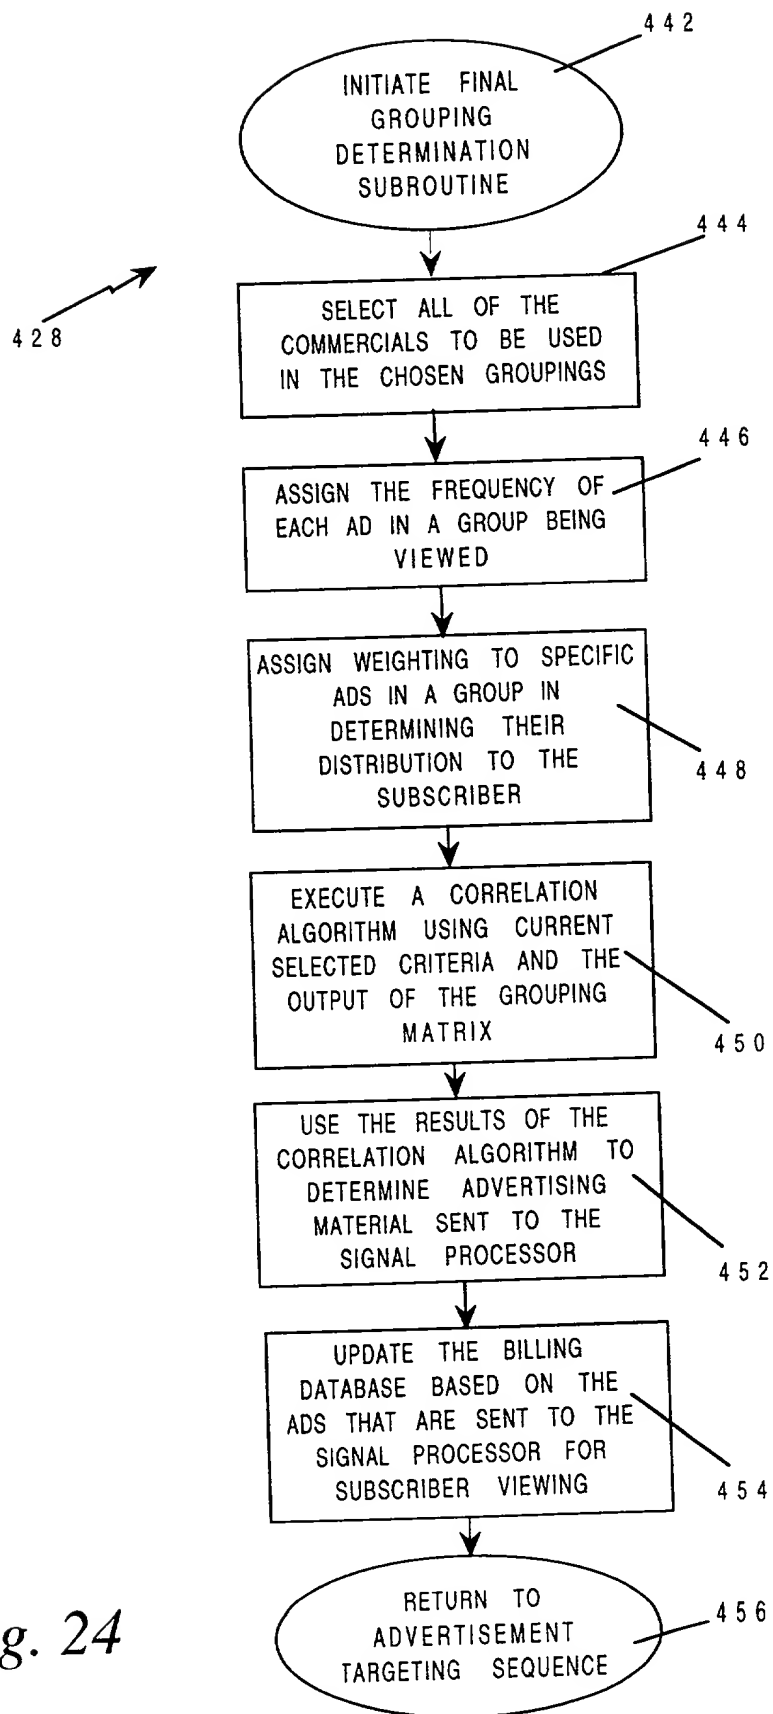 442
INITIATE FINAL
GROUPING
DETERMINATION
SUBROUTINE
444
428
SELECT ALL OF THE
COMMERCIALS TO BE USED
IN THE CHOSEN GROUPINGS
446
ASSIGN THE FREQUENCY OF
EACH AD IN A GROUP BEING
VIEWED
ASSIGN WEIGHTING TO SPECIFIC
ADS IN A GROUP IN
DETERMINING THEIR
DISTRIBUTION TO THE
SUBSCRIBER
448
EXECUTE A CORRELATION
ALGORITHM USING CURRENT
SELECTED CRITERIA AND THE
OUTPUT OF THE GROUPING
MATRIX
450
USE THE RESULTS OF THE
CORRELATION ALGORITHM TO
DETERMINE ADVERTISING
MATERIAL SENT TO THE
SIGNAL PROCESSOR
452
UPDATE THE BILLING
DATABASE BASED ON THE
ADS THAT ARE SENT TO THE
SIGNAL PROCESSOR FOR
SUBSCRIBER VIEWING
454
RETURN TO
ADVERTISEMENT
TARGETING SEQUENCE
456
g. 24